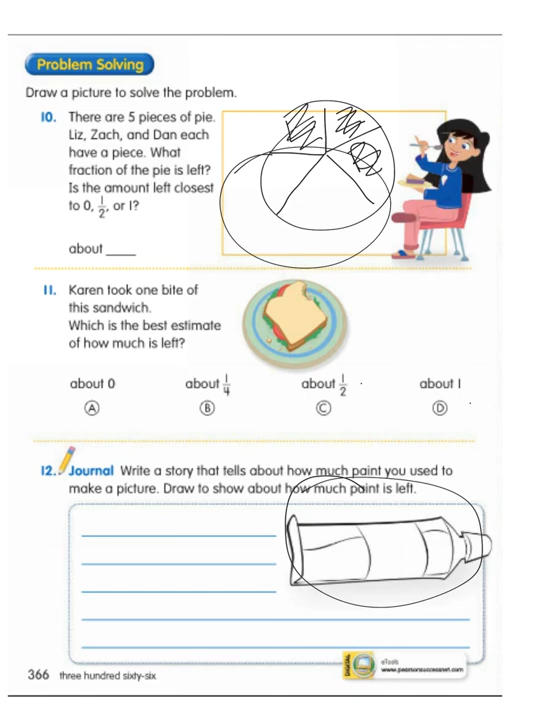 Problem Solving
Draw a picture to solve the problem.
10. There are 5 pieces of pie.
Liz, Zach, and Dan each
have a piece. What
fraction of the pie is left?
Is the amount left closest
to 0, 1/2, or 1?
about ____
11. Karen took one bite of
this sandwich.
Which is the best estimate
of how much is left?
about 0 about 1/4 about 1/2 about 1
Ⓐ Ⓑ Ⓒ Ⓓ
12. Journal Write a story that tells about how much paint you used to
make a picture. Draw to show about how much paint is left.
DIGITAL
eTools
www.pearsonsuccessnet.com
366 three hundred sixty-six